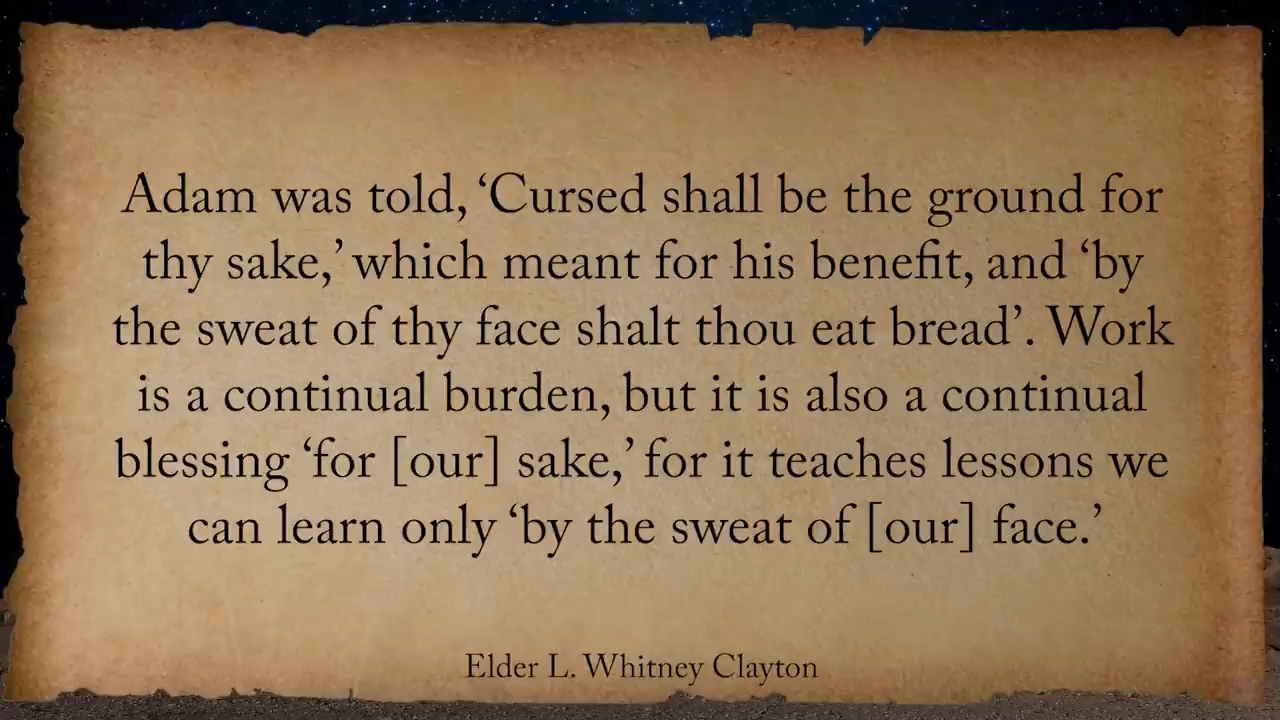 Adam was told, ‘Cursed shall be the ground for
thy sake,’ which meant for his benefit, and ‘by
the sweat of thy face shalt thou eat bread’. Work
is a continual burden, but it is also a continual
blessing ‘for [our] sake,’ for it teaches lessons we
can learn only ‘by the sweat of [our] face.’
Elder L. Whitney Clayton